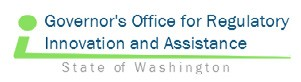 Governor's Office for Regulatory
Innovation and Assistance
State of Washington